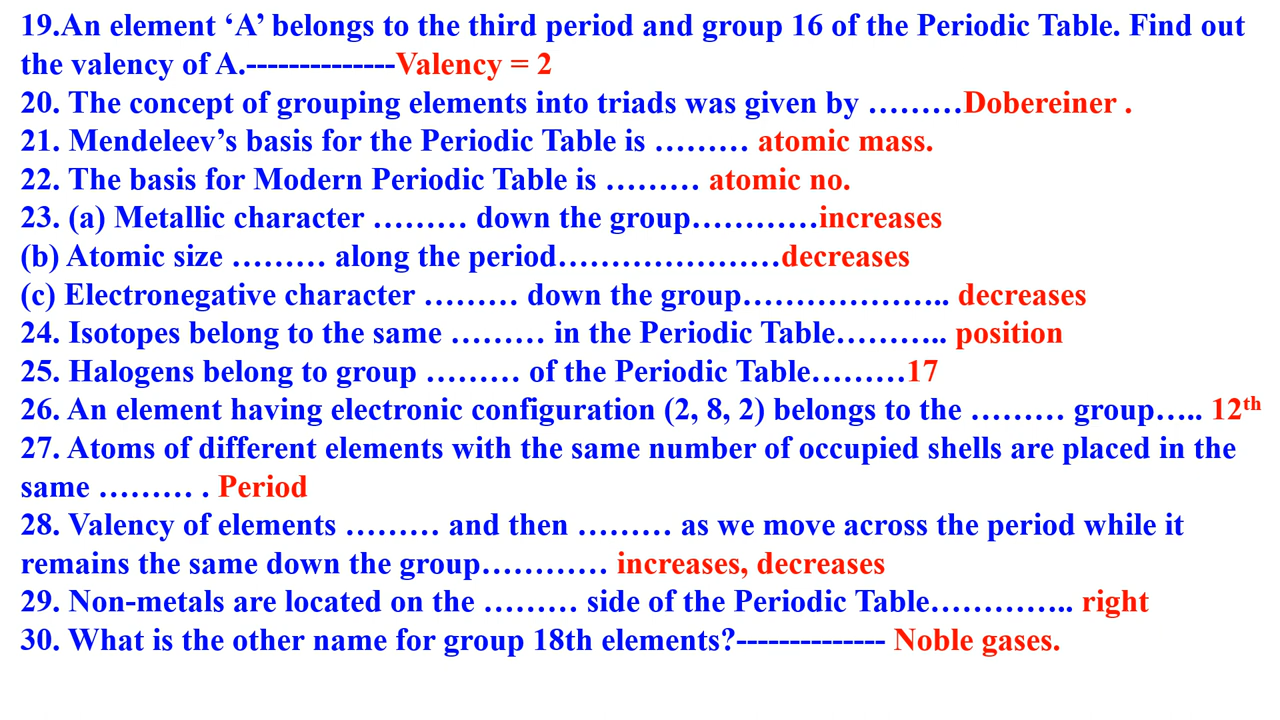 19.An element ‘A’ belongs to the third period and group 16 of the Periodic Table. Find out
the valency of A.--------------Valency = 2
20. The concept of grouping elements into triads was given by ………Dobereiner .
21. Mendeleev’s basis for the Periodic Table is ……… atomic mass.
22. The basis for Modern Periodic Table is ……… atomic no.
23. (a) Metallic character ……… down the group…………increases
(b) Atomic size ……… along the period…………………decreases
(c) Electronegative character ……… down the group……………….. decreases
24. Isotopes belong to the same ……… in the Periodic Table……….. position
25. Halogens belong to group ……… of the Periodic Table………17
26. An element having electronic configuration (2, 8, 2) belongs to the ……… group….. 12th
27. Atoms of different elements with the same number of occupied shells are placed in the
same ……… . Period
28. Valency of elements ……… and then ……… as we move across the period while it
remains the same down the group………… increases, decreases
29. Non-metals are located on the ……… side of the Periodic Table………….. right
30. What is the other name for group 18th elements?-------------- Noble gases.